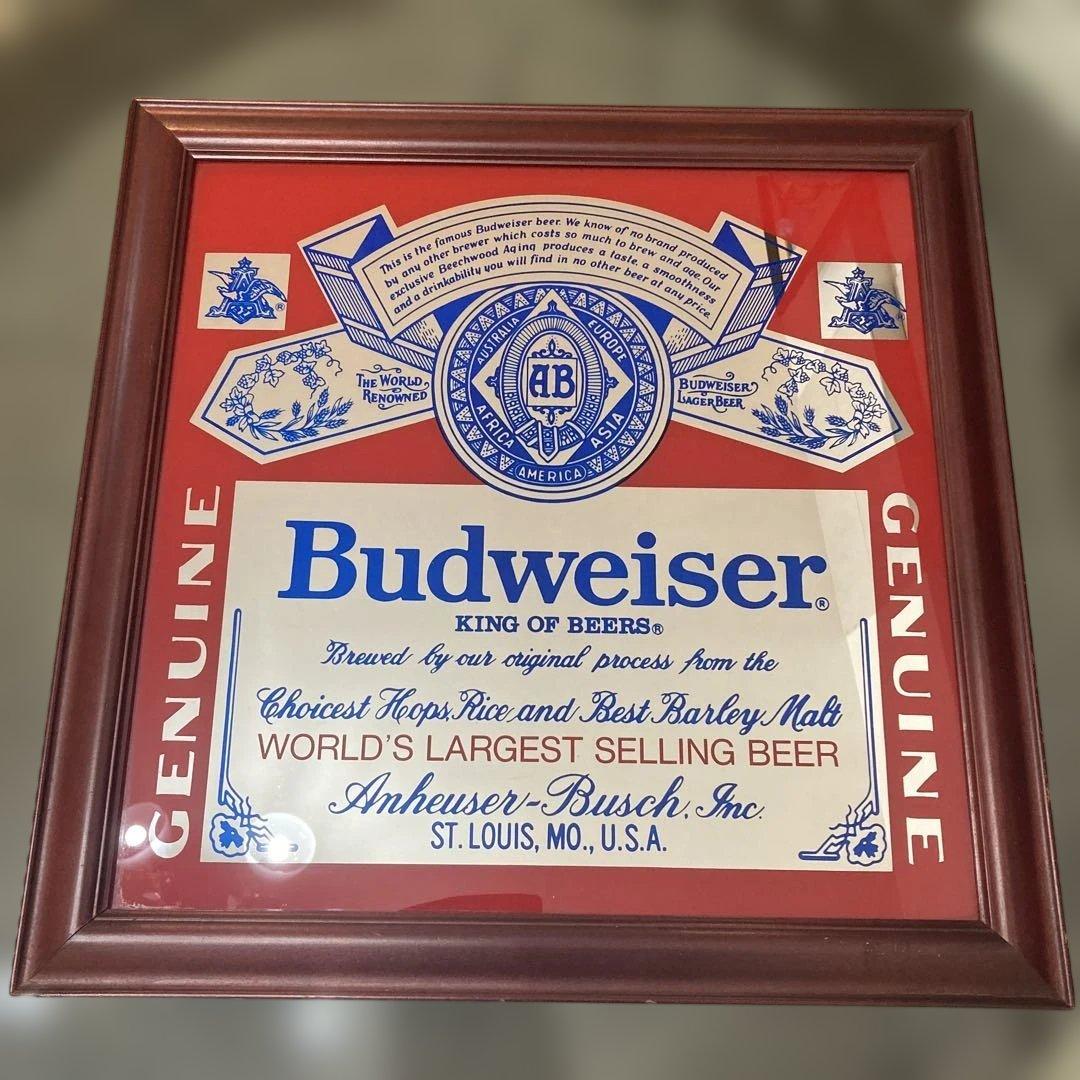 This is the famous Budweiser beer. We know of no brand produced
by any other brewer which costs so much to brew and age. Our
exclusive Beechwood Aging produces a taste, a smoothness
and a drinkability you will find in no other beer at any price.
A
®
A
AUSTRALIA
EUROPE
THE WORLD
RENOWNED
AB
BUDWEISER
LAGER BEER
AFRICA
ASIA
AMERICA
GENUINE
GENUINE
Budweiser®
KING OF BEERS®
Brewed by our original process from the
Choicest Hops, Rice and Best Barley Malt
WORLD'S LARGEST SELLING BEER
Anheuser-Busch, Inc.
ST. LOUIS, MO., U.S.A.